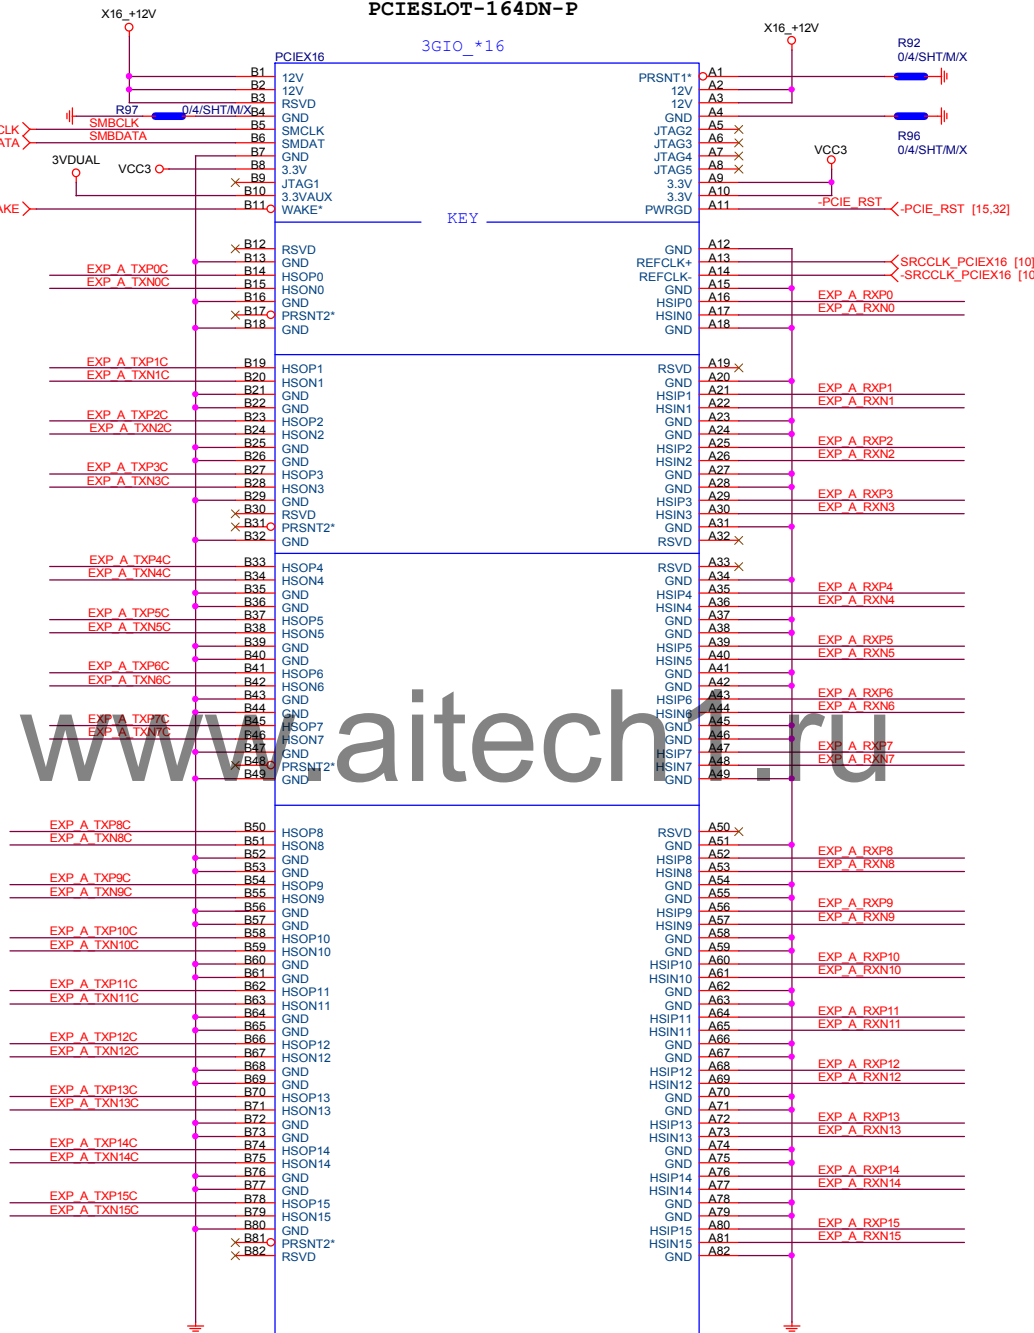 PCIESLOT-164DN-P
X16_+12V
X16_+12V
3GIO_*16
R92
0/4/SHT/M/X
PCIEX16
B1 12V PRSNT1* A1
B2 12V 12V A2
B3 RSVD 12V A3
R97 0/4/SHT/M/X B4 GND GND A4
CLK SMBCLK B5 SMCLK JTAG2 A5
ATA SMBDATA B6 SMDAT JTAG3 A6
R96
0/4/SHT/M/X
B7 GND JTAG4 A7
3VDUAL VCC3 B8 3.3V JTAG5 A8 VCC3
B9 JTAG1 3.3V A9
B10 3.3VAUX 3.3V A10
AKE B11 WAKE* PWRGD A11 -PCIE_RST -PCIE_RST [15,32]
KEY
B12 RSVD GND A12
B13 GND REFCLK+ A13 SRCCLK_PCIEX16 [10]
EXP_A_TXP0C B14 HSOP0 REFCLK- A14 -SRCCLK_PCIEX16 [10
EXP_A_TXN0C B15 HSON0 GND A15
B16 GND HSIP0 A16 EXP_A_RXP0
B17 PRSNT2* HSIN0 A17 EXP_A_RXN0
B18 GND GND A18
EXP_A_TXP1C B19 HSOP1 RSVD A19
EXP_A_TXN1C B20 HSON1 GND A20
B21 GND HSIP1 A21 EXP_A_RXP1
B22 GND HSIN1 A22 EXP_A_RXN1
EXP_A_TXP2C B23 HSOP2 GND A23
EXP_A_TXN2C B24 HSON2 GND A24
B25 GND HSIP2 A25 EXP_A_RXP2
B26 GND HSIN2 A26 EXP_A_RXN2
EXP_A_TXP3C B27 HSOP3 GND A27
EXP_A_TXN3C B28 HSON3 GND A28
B29 GND HSIP3 A29 EXP_A_RXP3
B30 RSVD HSIN3 A30 EXP_A_RXN3
B31 PRSNT2* GND A31
B32 GND RSVD A32
EXP_A_TXP4C B33 HSOP4 RSVD A33
EXP_A_TXN4C B34 HSON4 GND A34
B35 GND HSIP4 A35 EXP_A_RXP4
B36 GND HSIN4 A36 EXP_A_RXN4
EXP_A_TXP5C B37 HSOP5 GND A37
EXP_A_TXN5C B38 HSON5 GND A38
B39 GND HSIP5 A39 EXP_A_RXP5
B40 GND HSIN5 A40 EXP_A_RXN5
EXP_A_TXP6C B41 HSOP6 GND A41
EXP_A_TXN6C B42 HSON6 GND A42
B43 GND HSIP6 A43 EXP_A_RXP6
B44 GND HSIN6 A44 EXP_A_RXN6
EXP_A_TXP7C B45 HSOP7 GND A45
EXP_A_TXN7C B46 HSON7 GND A46
B47 GND HSIP7 A47 EXP_A_RXP7
B48 PRSNT2* HSIN7 A48 EXP_A_RXN7
B49 GND GND A49
www.aitech1.ru
EXP_A_TXP8C B50 HSOP8 RSVD A50
EXP_A_TXN8C B51 HSON8 GND A51
B52 GND HSIP8 A52 EXP_A_RXP8
B53 GND HSIN8 A53 EXP_A_RXN8
EXP_A_TXP9C B54 HSOP9 GND A54
EXP_A_TXN9C B55 HSON9 GND A55
B56 GND HSIP9 A56 EXP_A_RXP9
B57 GND HSIN9 A57 EXP_A_RXN9
EXP_A_TXP10C B58 HSOP10 GND A58
EXP_A_TXN10C B59 HSON10 GND A59
B60 GND HSIP10 A60 EXP_A_RXP10
B61 GND HSIN10 A61 EXP_A_RXN10
EXP_A_TXP11C B62 HSOP11 GND A62
EXP_A_TXN11C B63 HSON11 GND A63
B64 GND HSIP11 A64 EXP_A_RXP11
B65 GND HSIN11 A65 EXP_A_RXN11
EXP_A_TXP12C B66 HSOP12 GND A66
EXP_A_TXN12C B67 HSON12 GND A67
B68 GND HSIP12 A68 EXP_A_RXP12
B69 GND HSIN12 A69 EXP_A_RXN12
EXP_A_TXP13C B70 HSOP13 GND A70
EXP_A_TXN13C B71 HSON13 GND A71
B72 GND HSIP13 A72 EXP_A_RXP13
B73 GND HSIN13 A73 EXP_A_RXN13
EXP_A_TXP14C B74 HSOP14 GND A74
EXP_A_TXN14C B75 HSON14 GND A75
B76 GND HSIP14 A76 EXP_A_RXP14
B77 GND HSIN14 A77 EXP_A_RXN14
EXP_A_TXP15C B78 HSOP15 GND A78
EXP_A_TXN15C B79 HSON15 GND A79
B80 GND HSIP15 A80 EXP_A_RXP15
B81 PRSNT2* HSIN15 A81 EXP_A_RXN15
B82 RSVD GND A82